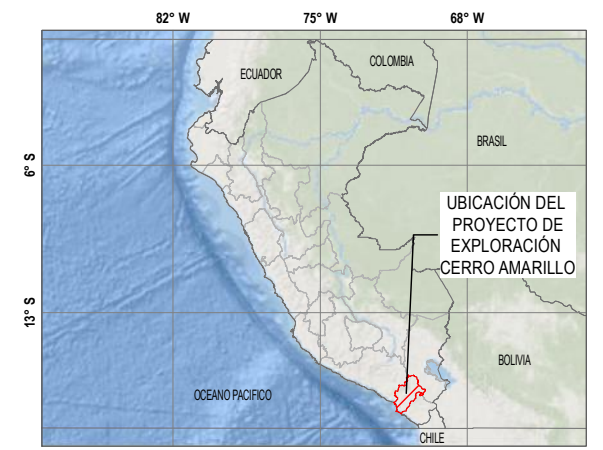 82° W
75° W
68° W
ECUADOR
COLOMBIA
BRASIL
6° S
UBICACIÓN DEL
PROYECTO DE
EXPLORACIÓN
CERRO AMARILLO
13° S
BOLIVIA
OCEANO PACIFICO
CHILE